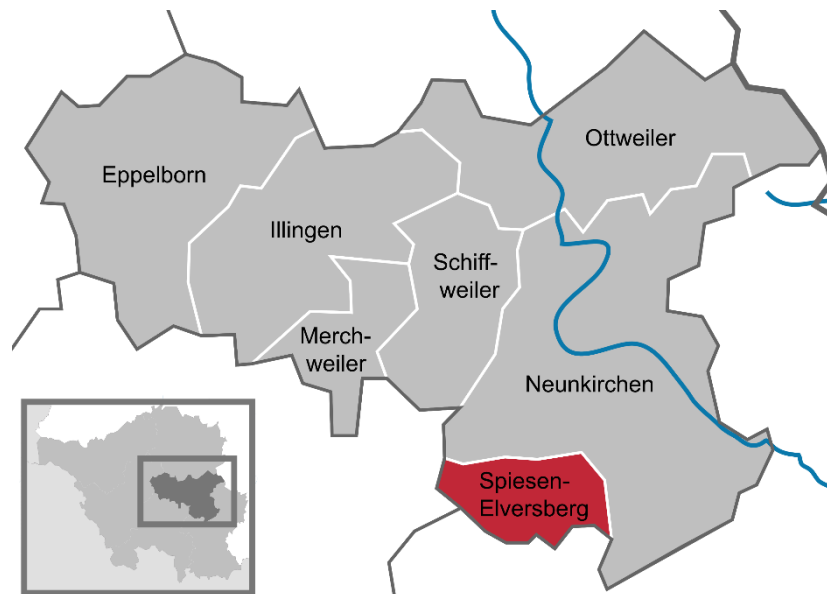 Ottweiler
Eppelborn
Illingen
Schiff-
weiler
Merch-
weiler
Neunkirchen
Spiesen-
Elversberg